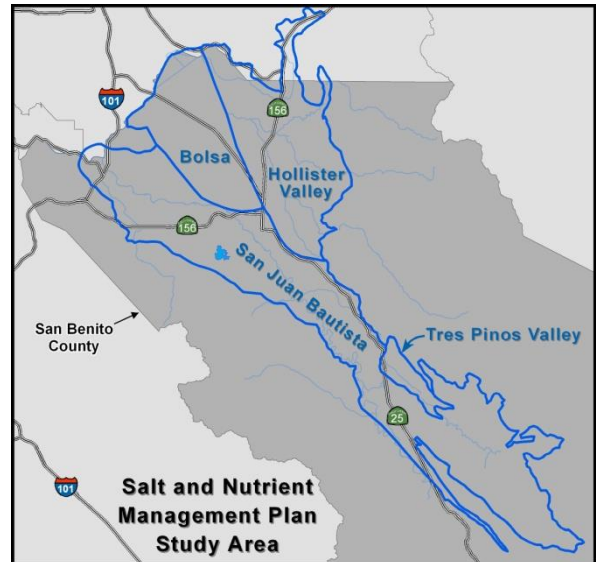 101
156
Bolsa
Hollister
Valley
156
San Juan Bautista
San Benito
County
Tres Pinos Valley
25
101
Salt and Nutrient
Management Plan
Study Area